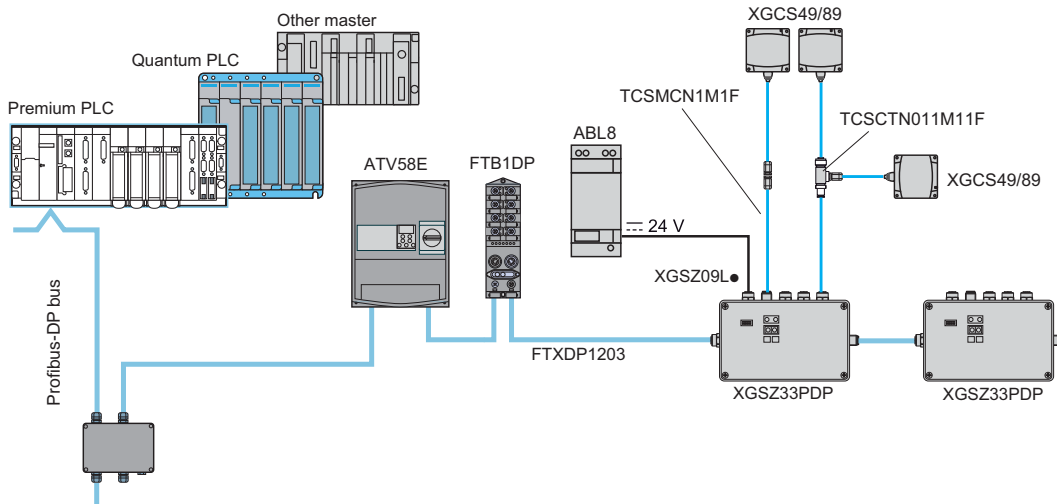 XGCS49/89
Other master
Quantum PLC
Premium PLC
TCSMCN1M1F
TCSCTN011M11F
ABL8
ATV58E
FTB1DP
XGCS49/89
24 V
XGSZ09L●
Profibus-DP bus
FTXDP1203
XGSZ33PDP
XGSZ33PDP